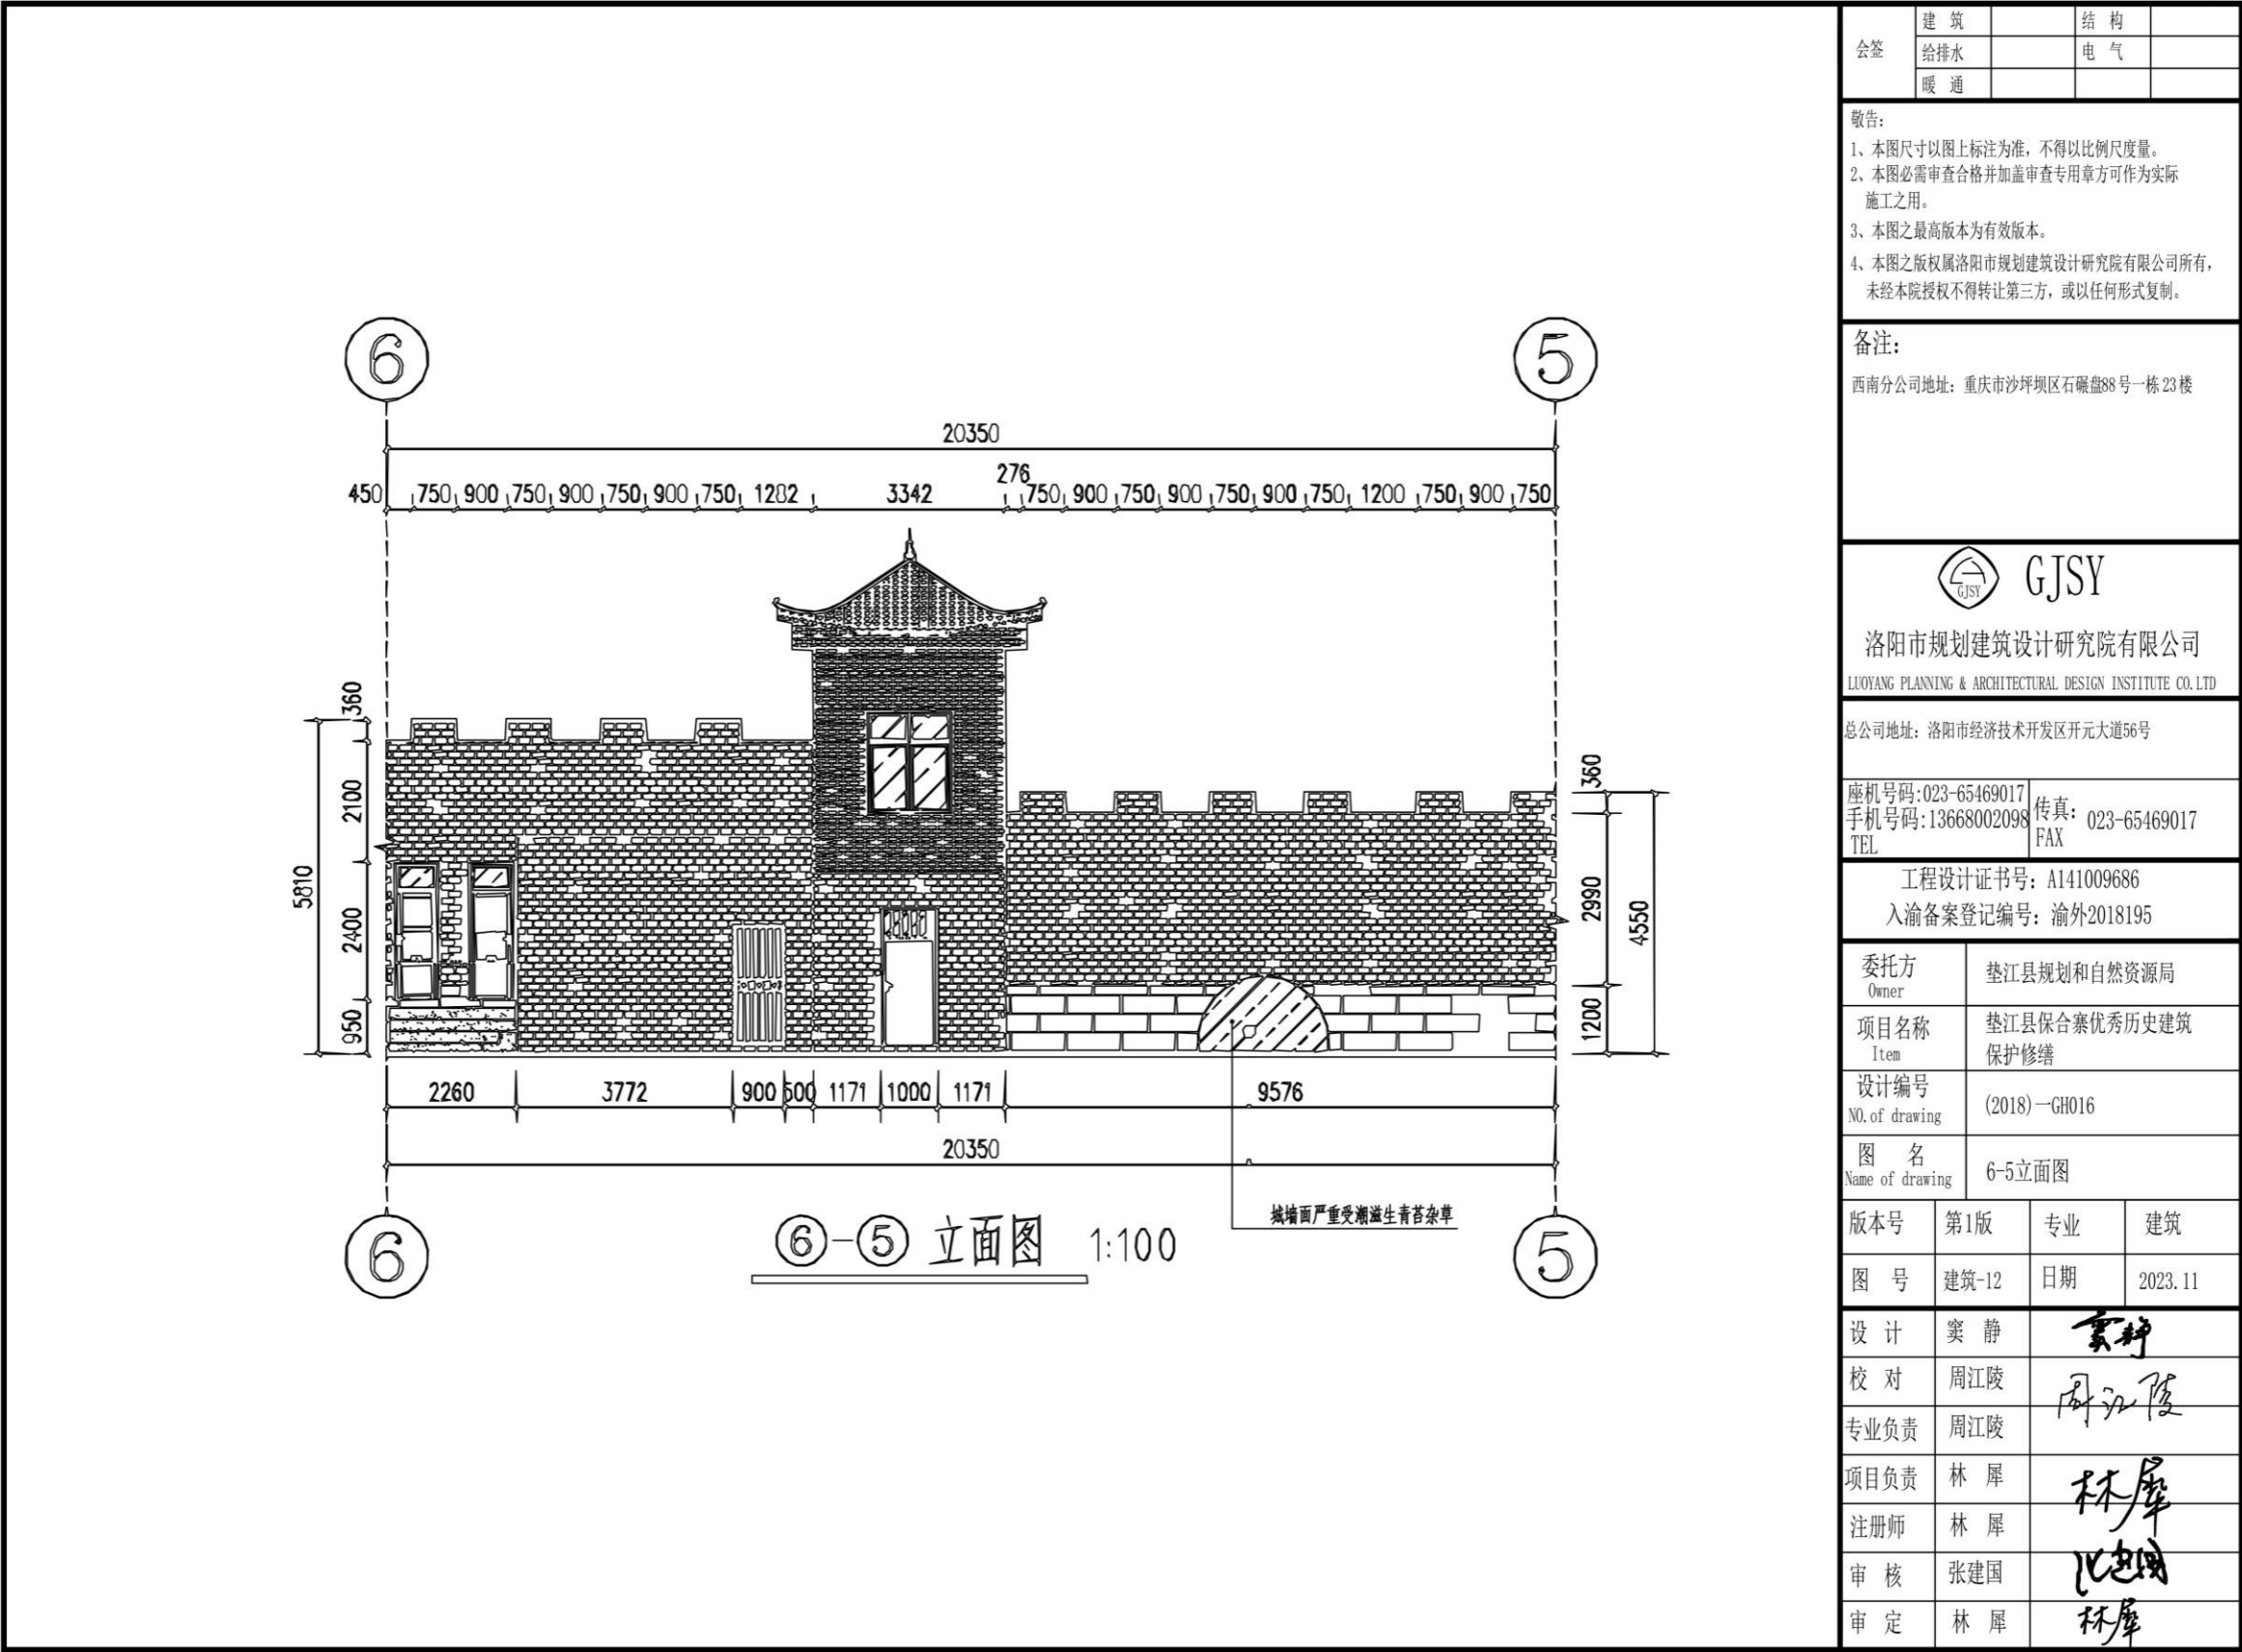 6
5
20350
276
450 750 900 750 900 750 900 750 1282 3342 750 900 750 900 750 900 750 1200 750 900 750
360
2100
5810
2400
950
360
2990
4550
1200
2260 3772 900 500 1171 1000 1171 9576
20350
城墙面严重受潮滋生青苔杂草
6 5
⑥-⑤ 立面图 1:100
会签 建 筑 结 构
给排水 电 气
暖 通
敬告:
1、本图尺寸以图上标注为准，不得以比例尺度量。
2、本图必需审查合格并加盖审查专用章方可作为实际
施工之用。
3、本图之最高版本为有效版本。
4、本图之版权属洛阳市规划建筑设计研究院有限公司所有，
未经本院授权不得转让第三方，或以任何形式复制。
备注:
西南分公司地址：重庆市沙坪坝区石碾盘88号一栋23楼
GJSY GJSY
洛阳市规划建筑设计研究院有限公司
LUOYANG PLANNING & ARCHITECTURAL DESIGN INSTITUTE CO.LTD
总公司地址：洛阳市经济技术开发区开元大道56号
座机号码:023-65469017
手机号码:13668002098
TEL
传真：
FAX
023-65469017
工程设计证书号：A141009686
入渝备案登记编号：渝外2018195
委托方
Owner
垫江县规划和自然资源局
项目名称
Item
垫江县保合寨优秀历史建筑
保护修缮
设计编号
NO.of drawing
(2018)一GH016
图 名
Name of drawing
6-5立面图
版本号 第1版 专业 建筑
图 号 建筑-12 日期 2023.11
设 计 窦 静 窦静
校 对 周江陵 周江陵
专业负责 周江陵
项目负责 林 犀 林犀
注册师 林 犀
审 核 张建国
审 定 林 犀 林犀